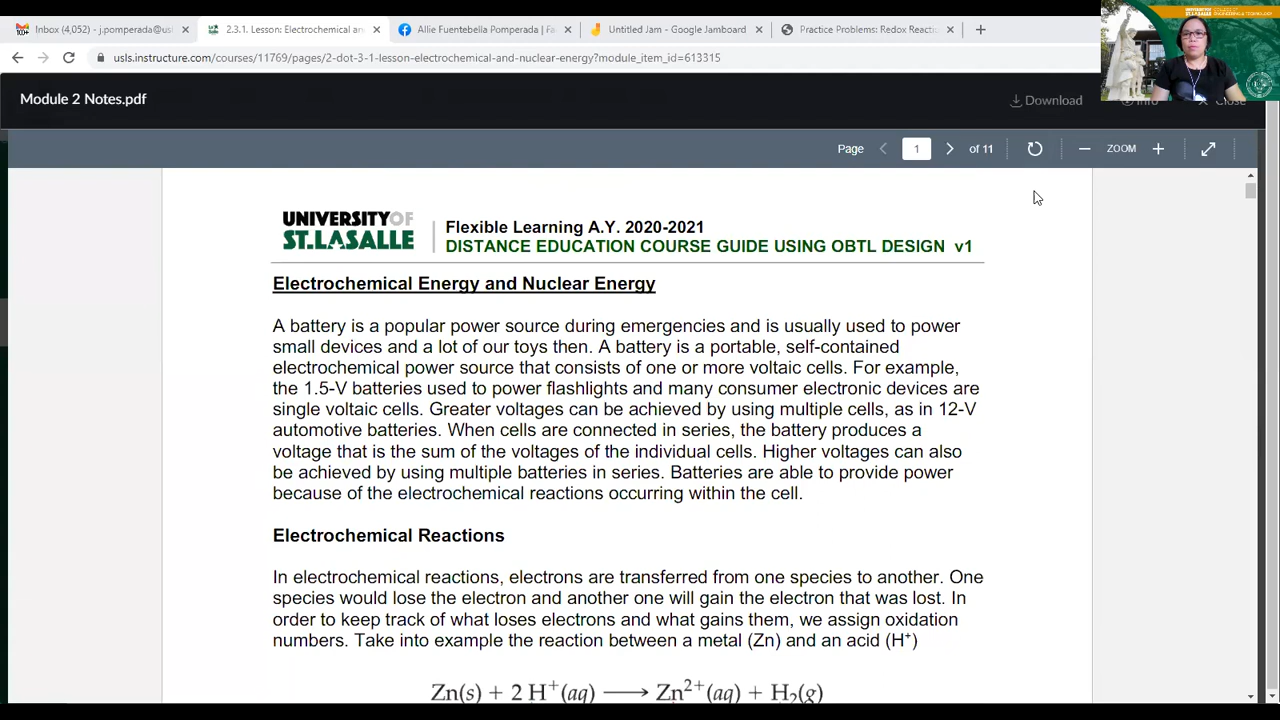 Inbox (4,052) - j.pompeada@us
2.3.1. Lesson: Electrochemical an
Allie Fuentebella Pomperada - F
Untitled Jam - Google Jamboard
Practice Problems: Redox Reacti
usls.instructure.com/courses/11769/pages/2-dot-3-1-lesson-electrochemical-and-nuclear-energy?module_item_id=613315
Module 2 Notes.pdf
Download
Info
Close
Page 1 of 11
ZOOM
UNIVERSITY OF
ST. LASALLE
Flexible Learning A.Y. 2020-2021
DISTANCE EDUCATION COURSE GUIDE USING OBTL DESIGN v1
Electrochemical Energy and Nuclear Energy
A battery is a popular power source during emergencies and is usually used to power
small devices and a lot of our toys then. A battery is a portable, self-contained
electrochemical power source that consists of one or more voltaic cells. For example,
the 1.5-V batteries used to power flashlights and many consumer electronic devices are
single voltaic cells. Greater voltages can be achieved by using multiple cells, as in 12-V
automotive batteries. When cells are connected in series, the battery produces a
voltage that is the sum of the voltages of the individual cells. Higher voltages can also
be achieved by using multiple batteries in series. Batteries are able to provide power
because of the electrochemical reactions occurring within the cell.
Electrochemical Reactions
In electrochemical reactions, electrons are transferred from one species to another. One
species would lose the electron and another one will gain the electron that was lost. In
order to keep track of what loses electrons and what gains them, we assign oxidation
numbers. Take into example the reaction between a metal (Zn) and an acid (H⁺)
Zn(s) + 2 H⁺(aq) ⟶ Zn²⁺(aq) + H₂(g)